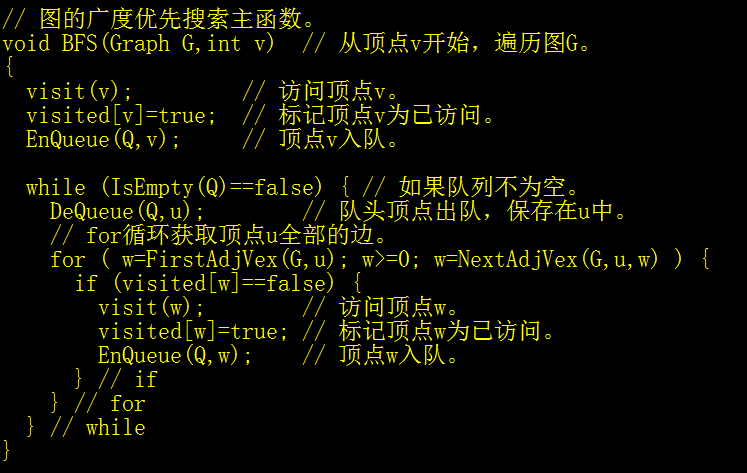 // 图的广度优先搜索主函数。
void BFS(Graph G,int v)  // 从顶点v开始，遍历图G。
{
  visit(v);         // 访问顶点v。
  visited[v]=true;  // 标记顶点v为已访问。
  EnQueue(Q,v);     // 顶点v入队。

  while (IsEmpty(Q)==false) { // 如果队列不为空。
    DeQueue(Q,u);        // 队头顶点出队，保存在u中。
    // for循环获取顶点u全部的边。
    for ( w=FirstAdjVex(G,u); w>=0; w=NextAdjVex(G,u,w) ) {
      if (visited[w]==false) {
        visit(w);        // 访问顶点w。
        visited[w]=true; // 标记顶点w为已访问。
        EnQueue(Q,w);    // 顶点w入队。
      } // if
    } // for
  } // while
}